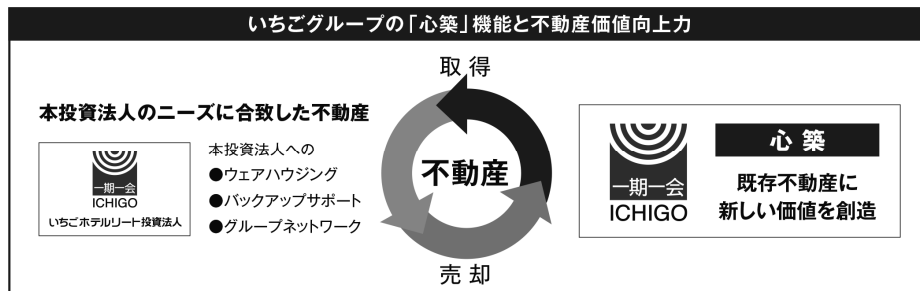 いちごグループの「心築」機能と不動産価値向上力
取得
本投資法人のニーズに合致した不動産
一期一会
ICHIGO
いちごホテルリート投資法人
本投資法人への
●ウェアハウジング
●バックアップサポート
●グループネットワーク
不動産
売却
一期一会
ICHIGO
心築
既存不動産に
新しい価値を創造